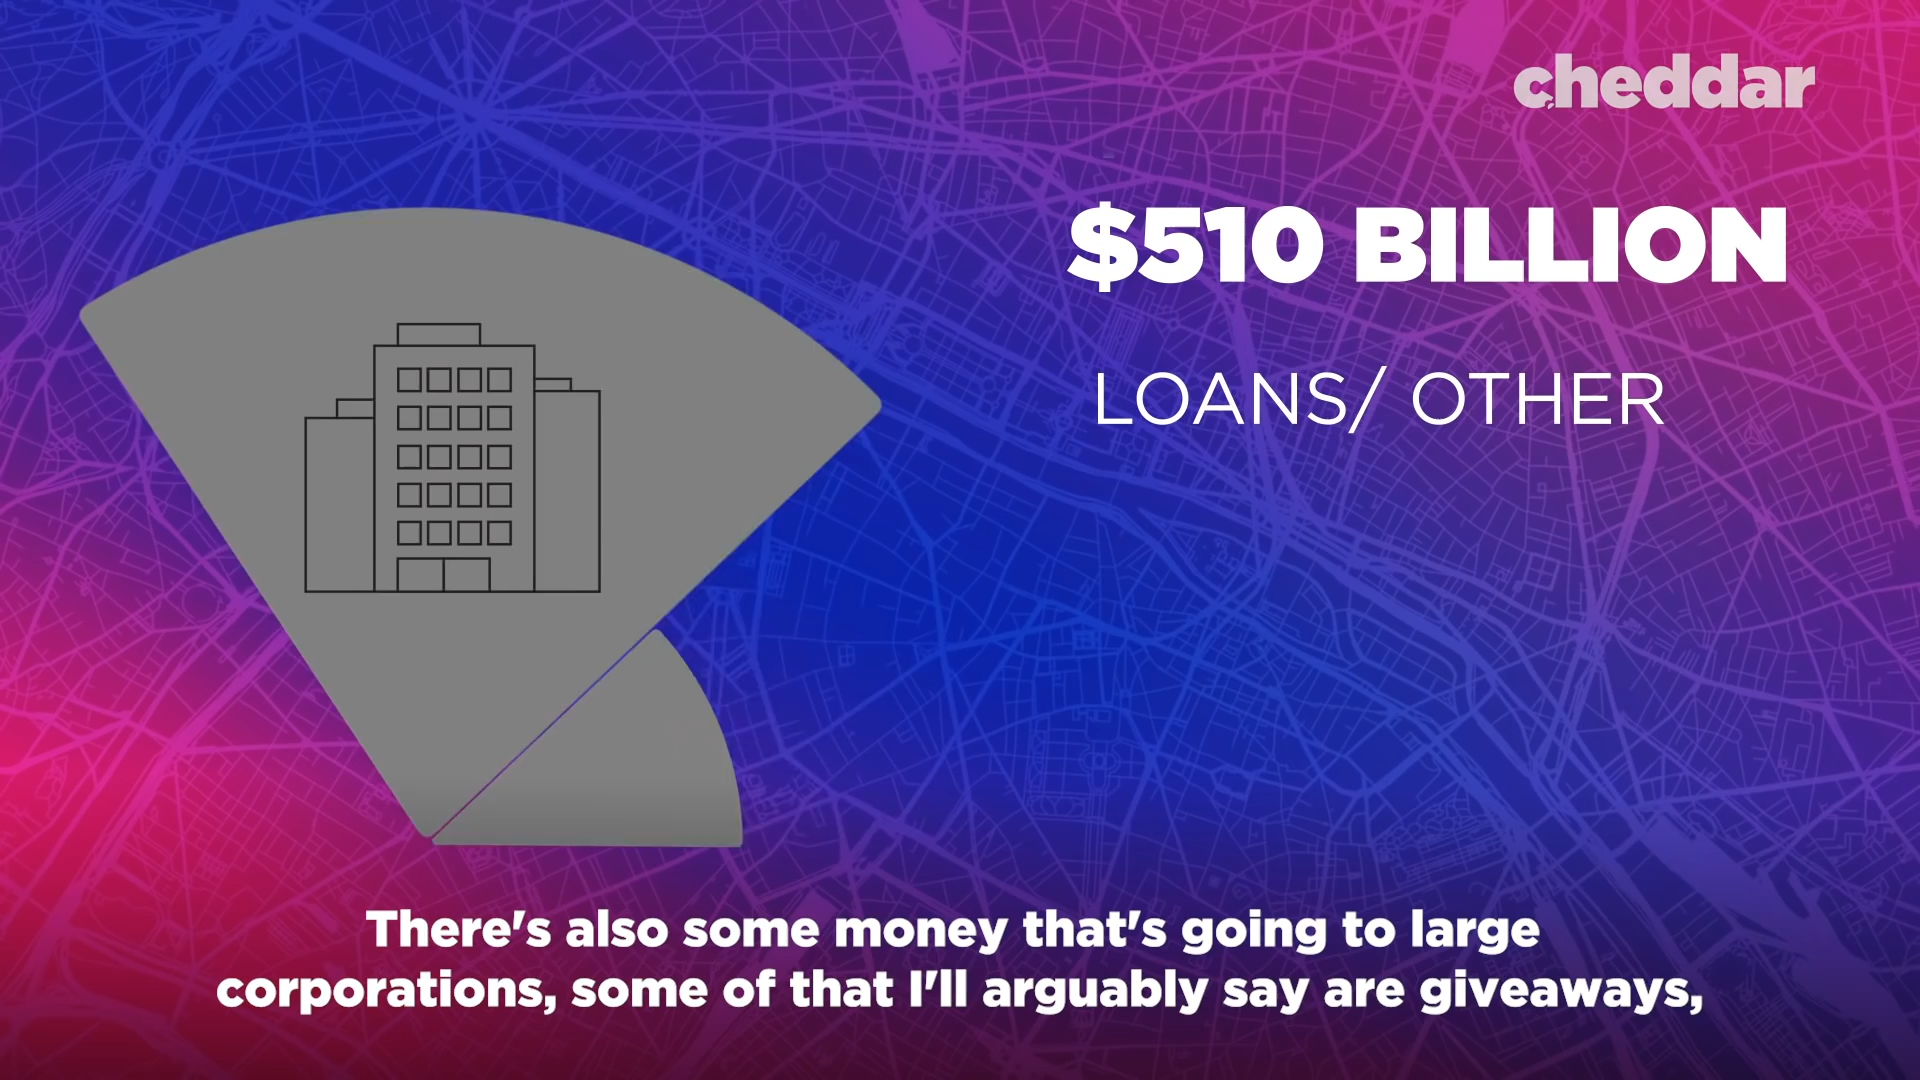 cheddar
$510 BILLION
LOANS/ OTHER
There's also some money that's going to large
corporations, some of that I'll arguably say are giveaways,